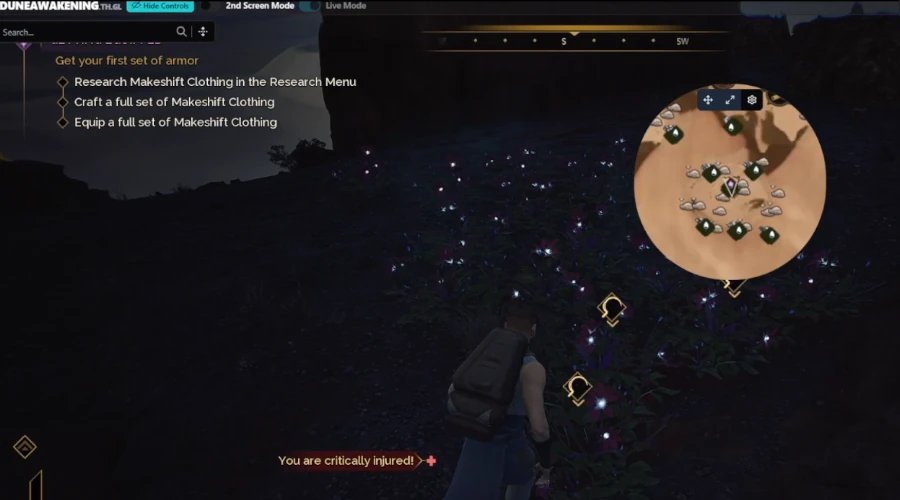 DUNEAWAKENING.TH.GL Hide Controls 2nd Screen Mode Live Mode
Search...
Get your first set of armor
Research Makeshift Clothing in the Research Menu
Craft a full set of Makeshift Clothing
Equip a full set of Makeshift Clothing
S SW
You are critically injured!